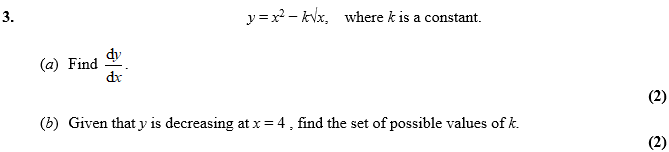 3. y = x² – k√x, where k is a constant.
(a) Find dy/dx.
(2)
(b) Given that y is decreasing at x = 4 , find the set of possible values of k.
(2)